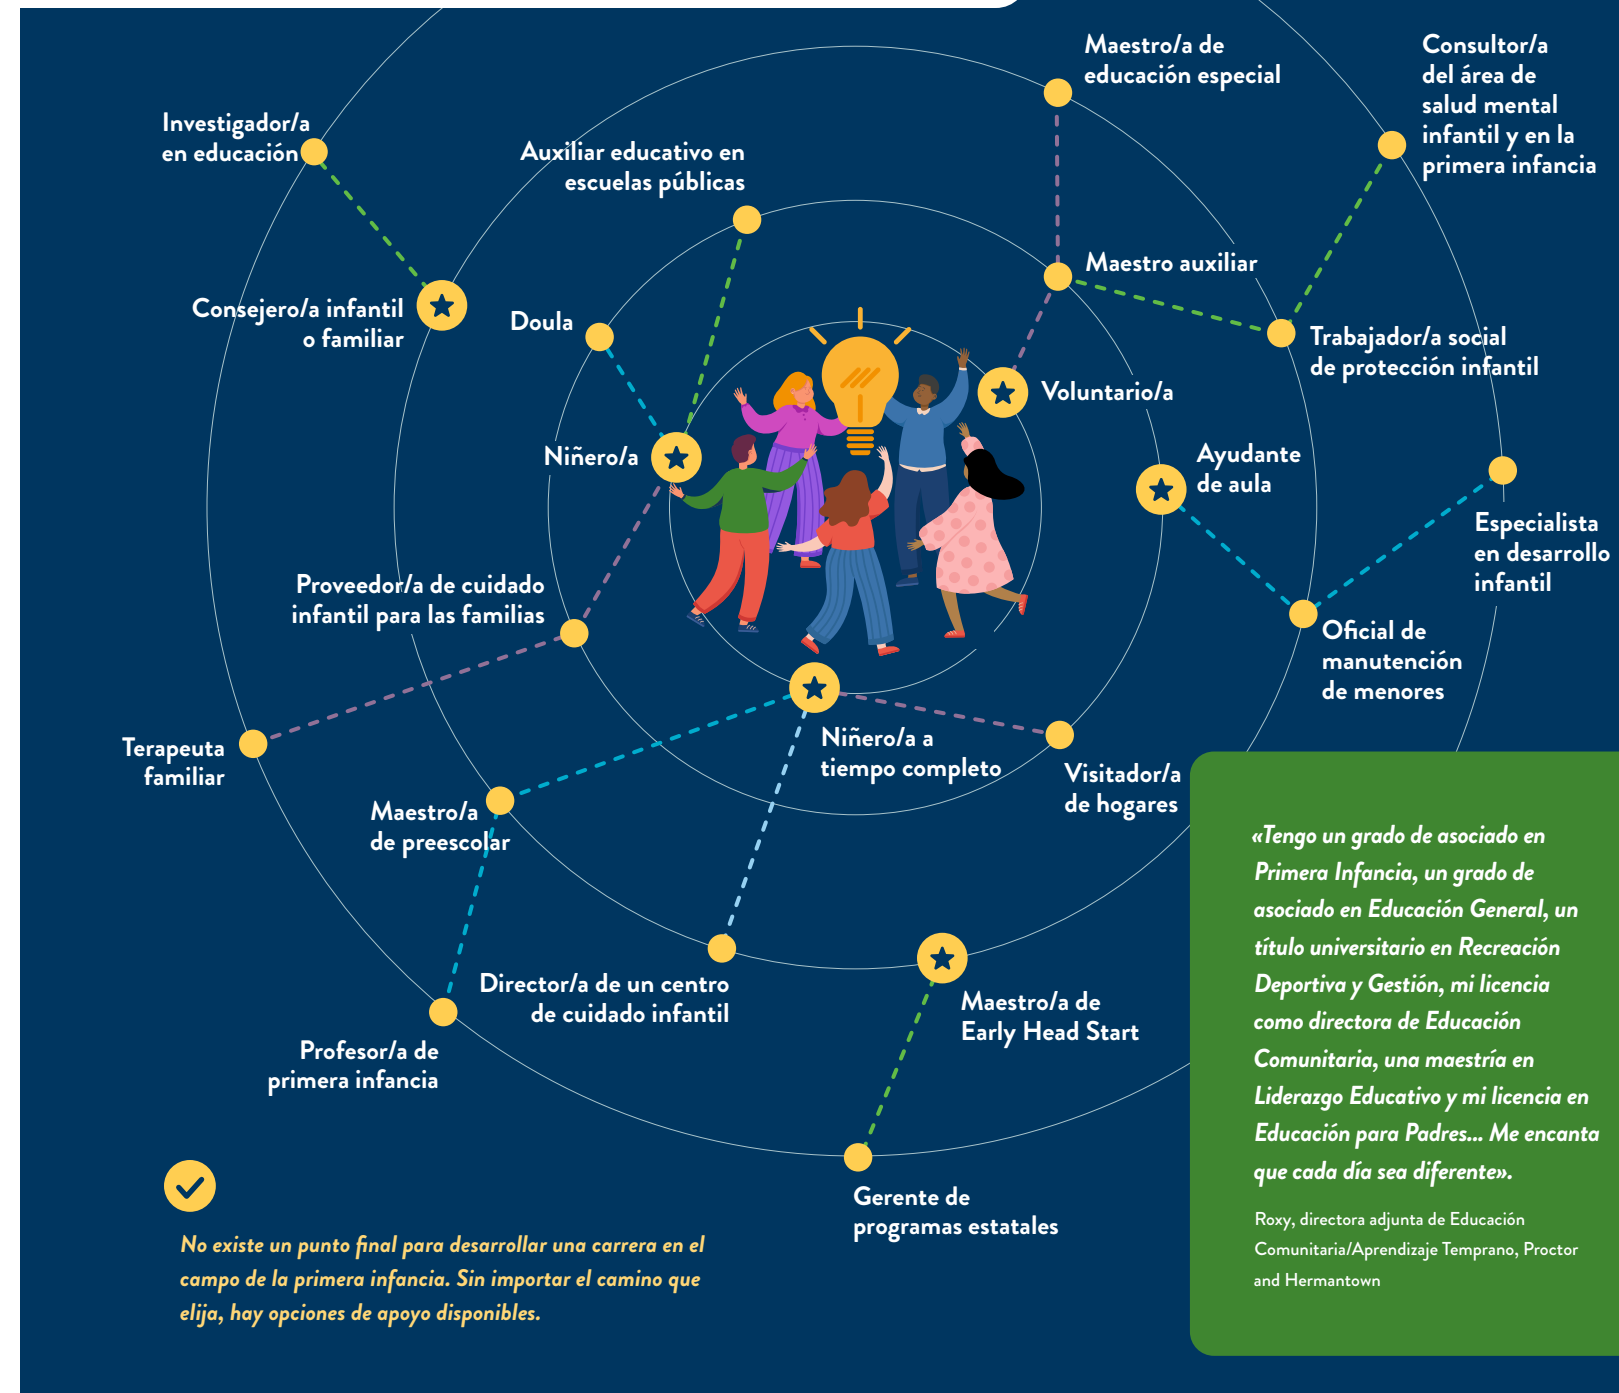 Maestro/a de
educación especial
Consultor/a
del área de
salud mental
infantil y en la
primera infancia
Investigador/a
en educación
Auxiliar educativo en
escuelas públicas
Maestro auxiliar
Consejero/a infantil
o familiar
Doula
Trabajador/a social
de protección infantil
Voluntario/a
Niñero/a
Ayudante
de aula
Especialista
en desarrollo
infantil
Proveedor/a de cuidado
infantil para las familias
Oficial de
manutención
de menores
Terapeuta
familiar
Niñero/a a
tiempo completo
Visitador/a
de hogares
Maestro/a
de preescolar
Director/a de un centro
de cuidado infantil
Maestro/a de
Early Head Start
Profesor/a de
primera infancia
Gerente de
programas estatales
No existe un punto final para desarrollar una carrera en el
campo de la primera infancia. Sin importar el camino que
elija, hay opciones de apoyo disponibles.
«Tengo un grado de asociado en
Primera Infancia, un grado de
asociado en Educación General, un
título universitario en Recreación
Deportiva y Gestión, mi licencia
como directora de Educación
Comunitaria, una maestría en
Liderazgo Educativo y mi licencia en
Educación para Padres... Me encanta
que cada día sea diferente».
Roxy, directora adjunta de Educación
Comunitaria/Aprendizaje Temprano, Proctor
and Hermantown